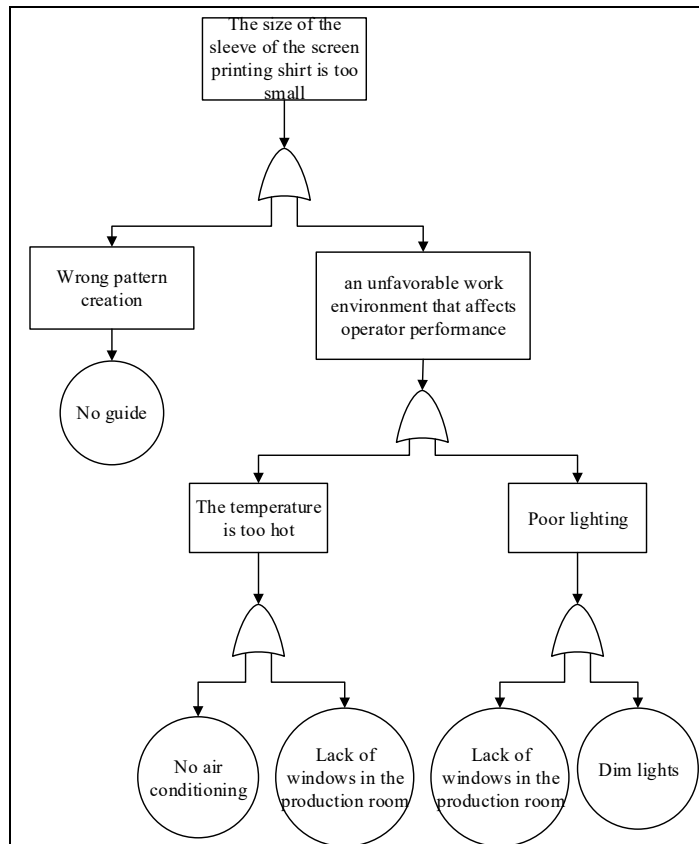 The size of the
sleeve of the screen
printing shirt is too
small
Wrong pattern
creation
an unfavorable work
environment that affects
operator performance
No guide
The temperature
is too hot
Poor lighting
No air
conditioning
Lack of
windows in the
production room
Lack of
windows in the
production room
Dim lights